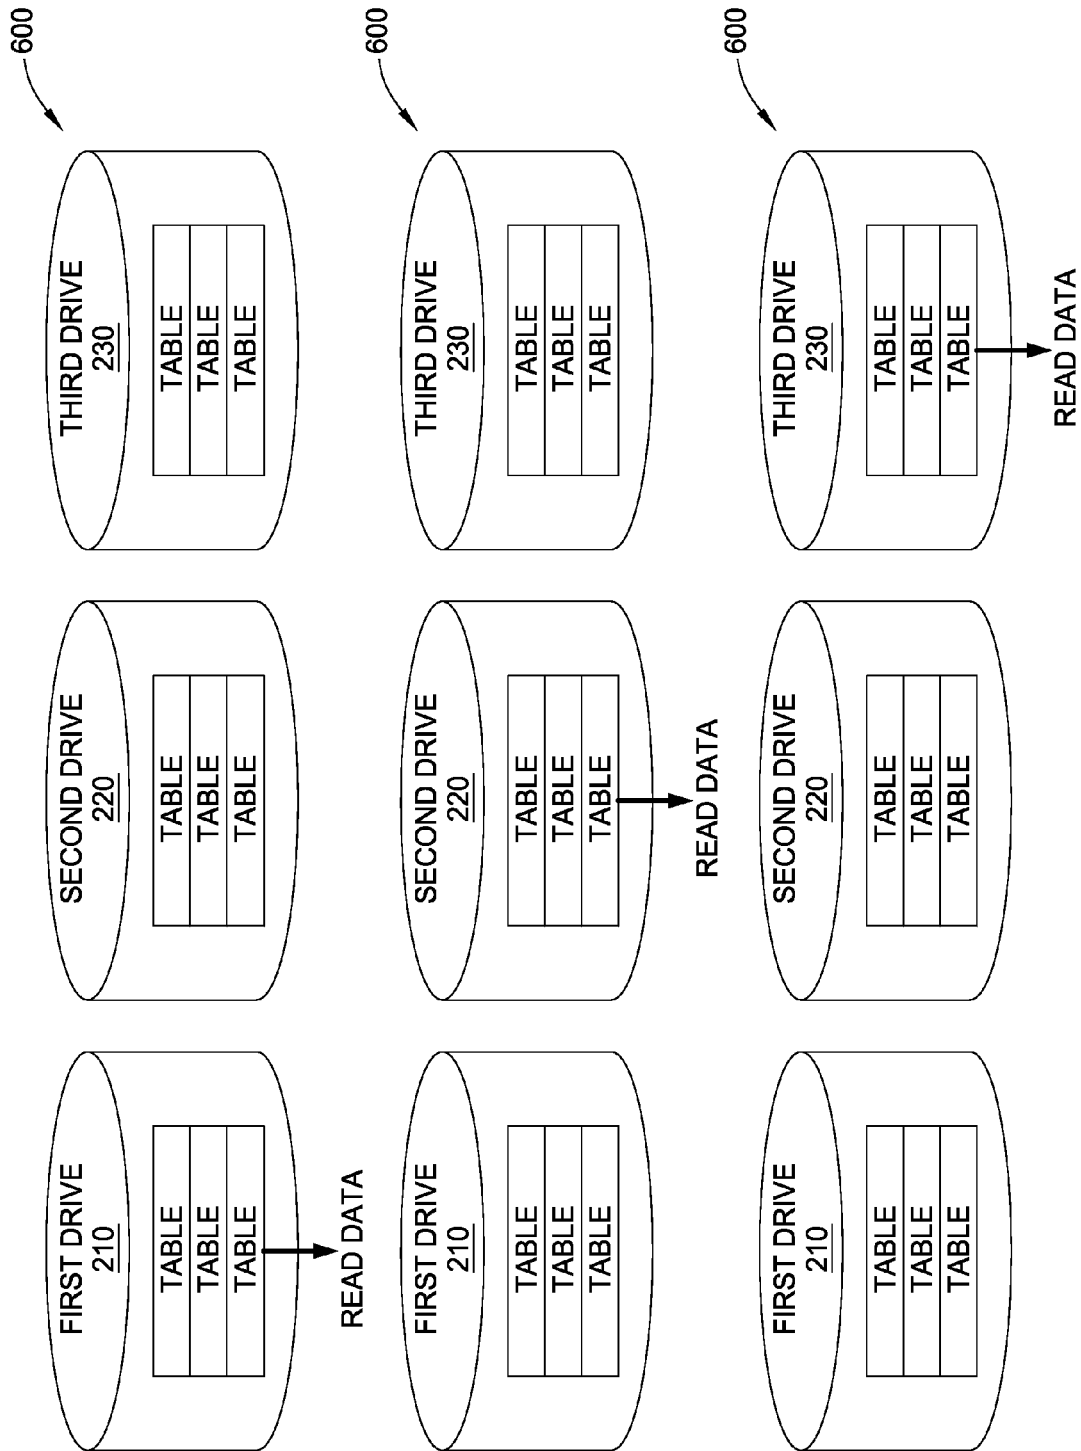 600
FIRST DRIVE
210
TABLE
TABLE
TABLE
READ DATA
SECOND DRIVE
220
TABLE
TABLE
TABLE
THIRD DRIVE
230
TABLE
TABLE
TABLE
600
FIRST DRIVE
210
TABLE
TABLE
TABLE
SECOND DRIVE
220
TABLE
TABLE
TABLE
READ DATA
THIRD DRIVE
230
TABLE
TABLE
TABLE
600
FIRST DRIVE
210
TABLE
TABLE
TABLE
SECOND DRIVE
220
TABLE
TABLE
TABLE
THIRD DRIVE
230
TABLE
TABLE
TABLE
READ DATA